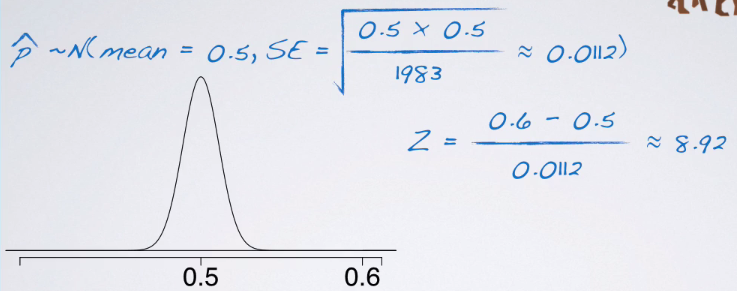 p̂ ~N(mean = 0.5, SE = √(0.5 × 0.5 / 1983) ≈ 0.0112)
Z = (0.6 - 0.5) / 0.0112 ≈ 8.92
0.5 0.6